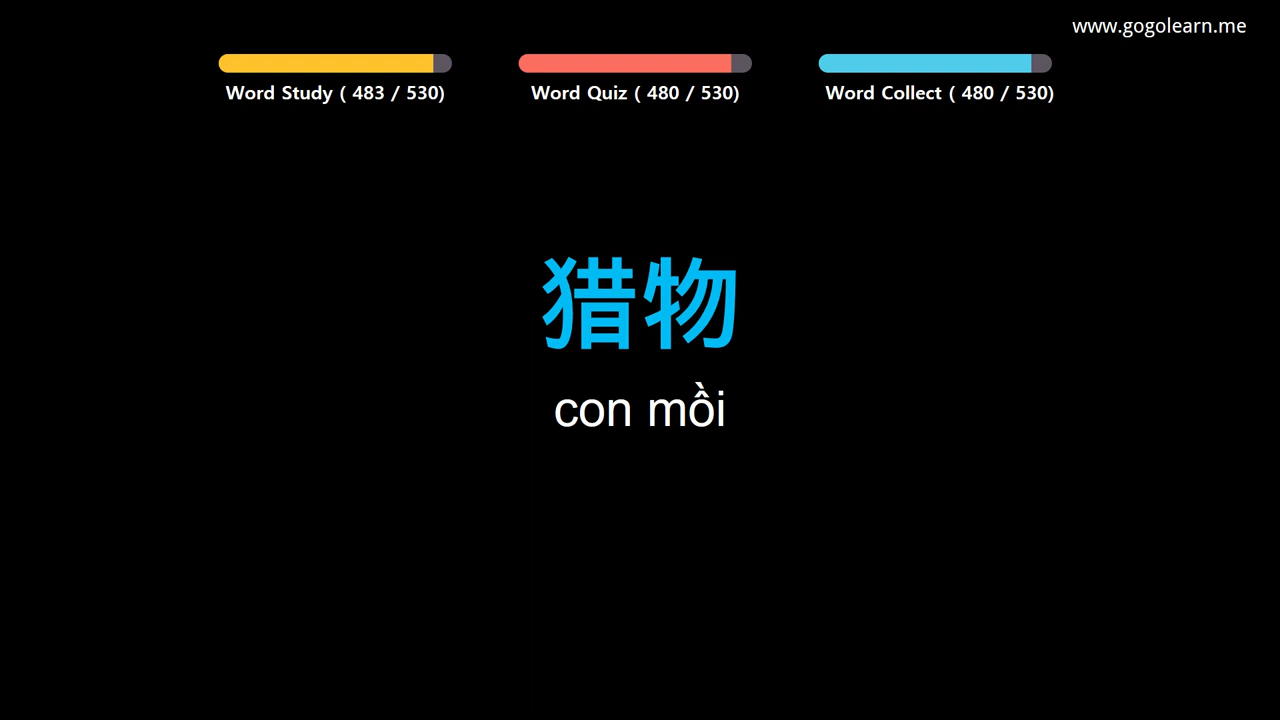 www.gogolearn.me
Word Study ( 483 / 530)
Word Quiz ( 480 / 530)
Word Collect ( 480 / 530)
猎物
con mồi